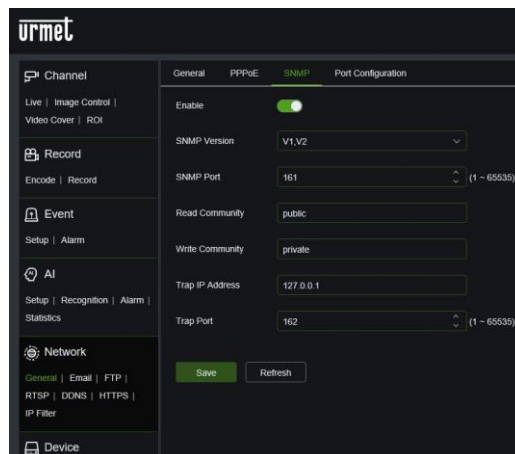 urmet
Channel
Live | Image Control |
Video Cover | ROI
Record
Encode | Record
Event
Setup | Alarm
AI
Setup | Recognition | Alarm |
Statistics
Network
General | Email | FTP |
RTSP | DDNS | HTTPS |
IP Filter
Device
General PPPoE SNMP Port Configuration
Enable
SNMP Version V1,V2
SNMP Port 161 (1 ~ 65535)
Read Community public
Write Community private
Trap IP Address 127.0.0.1
Trap Port 162 (1 ~ 65535)
Save Refresh